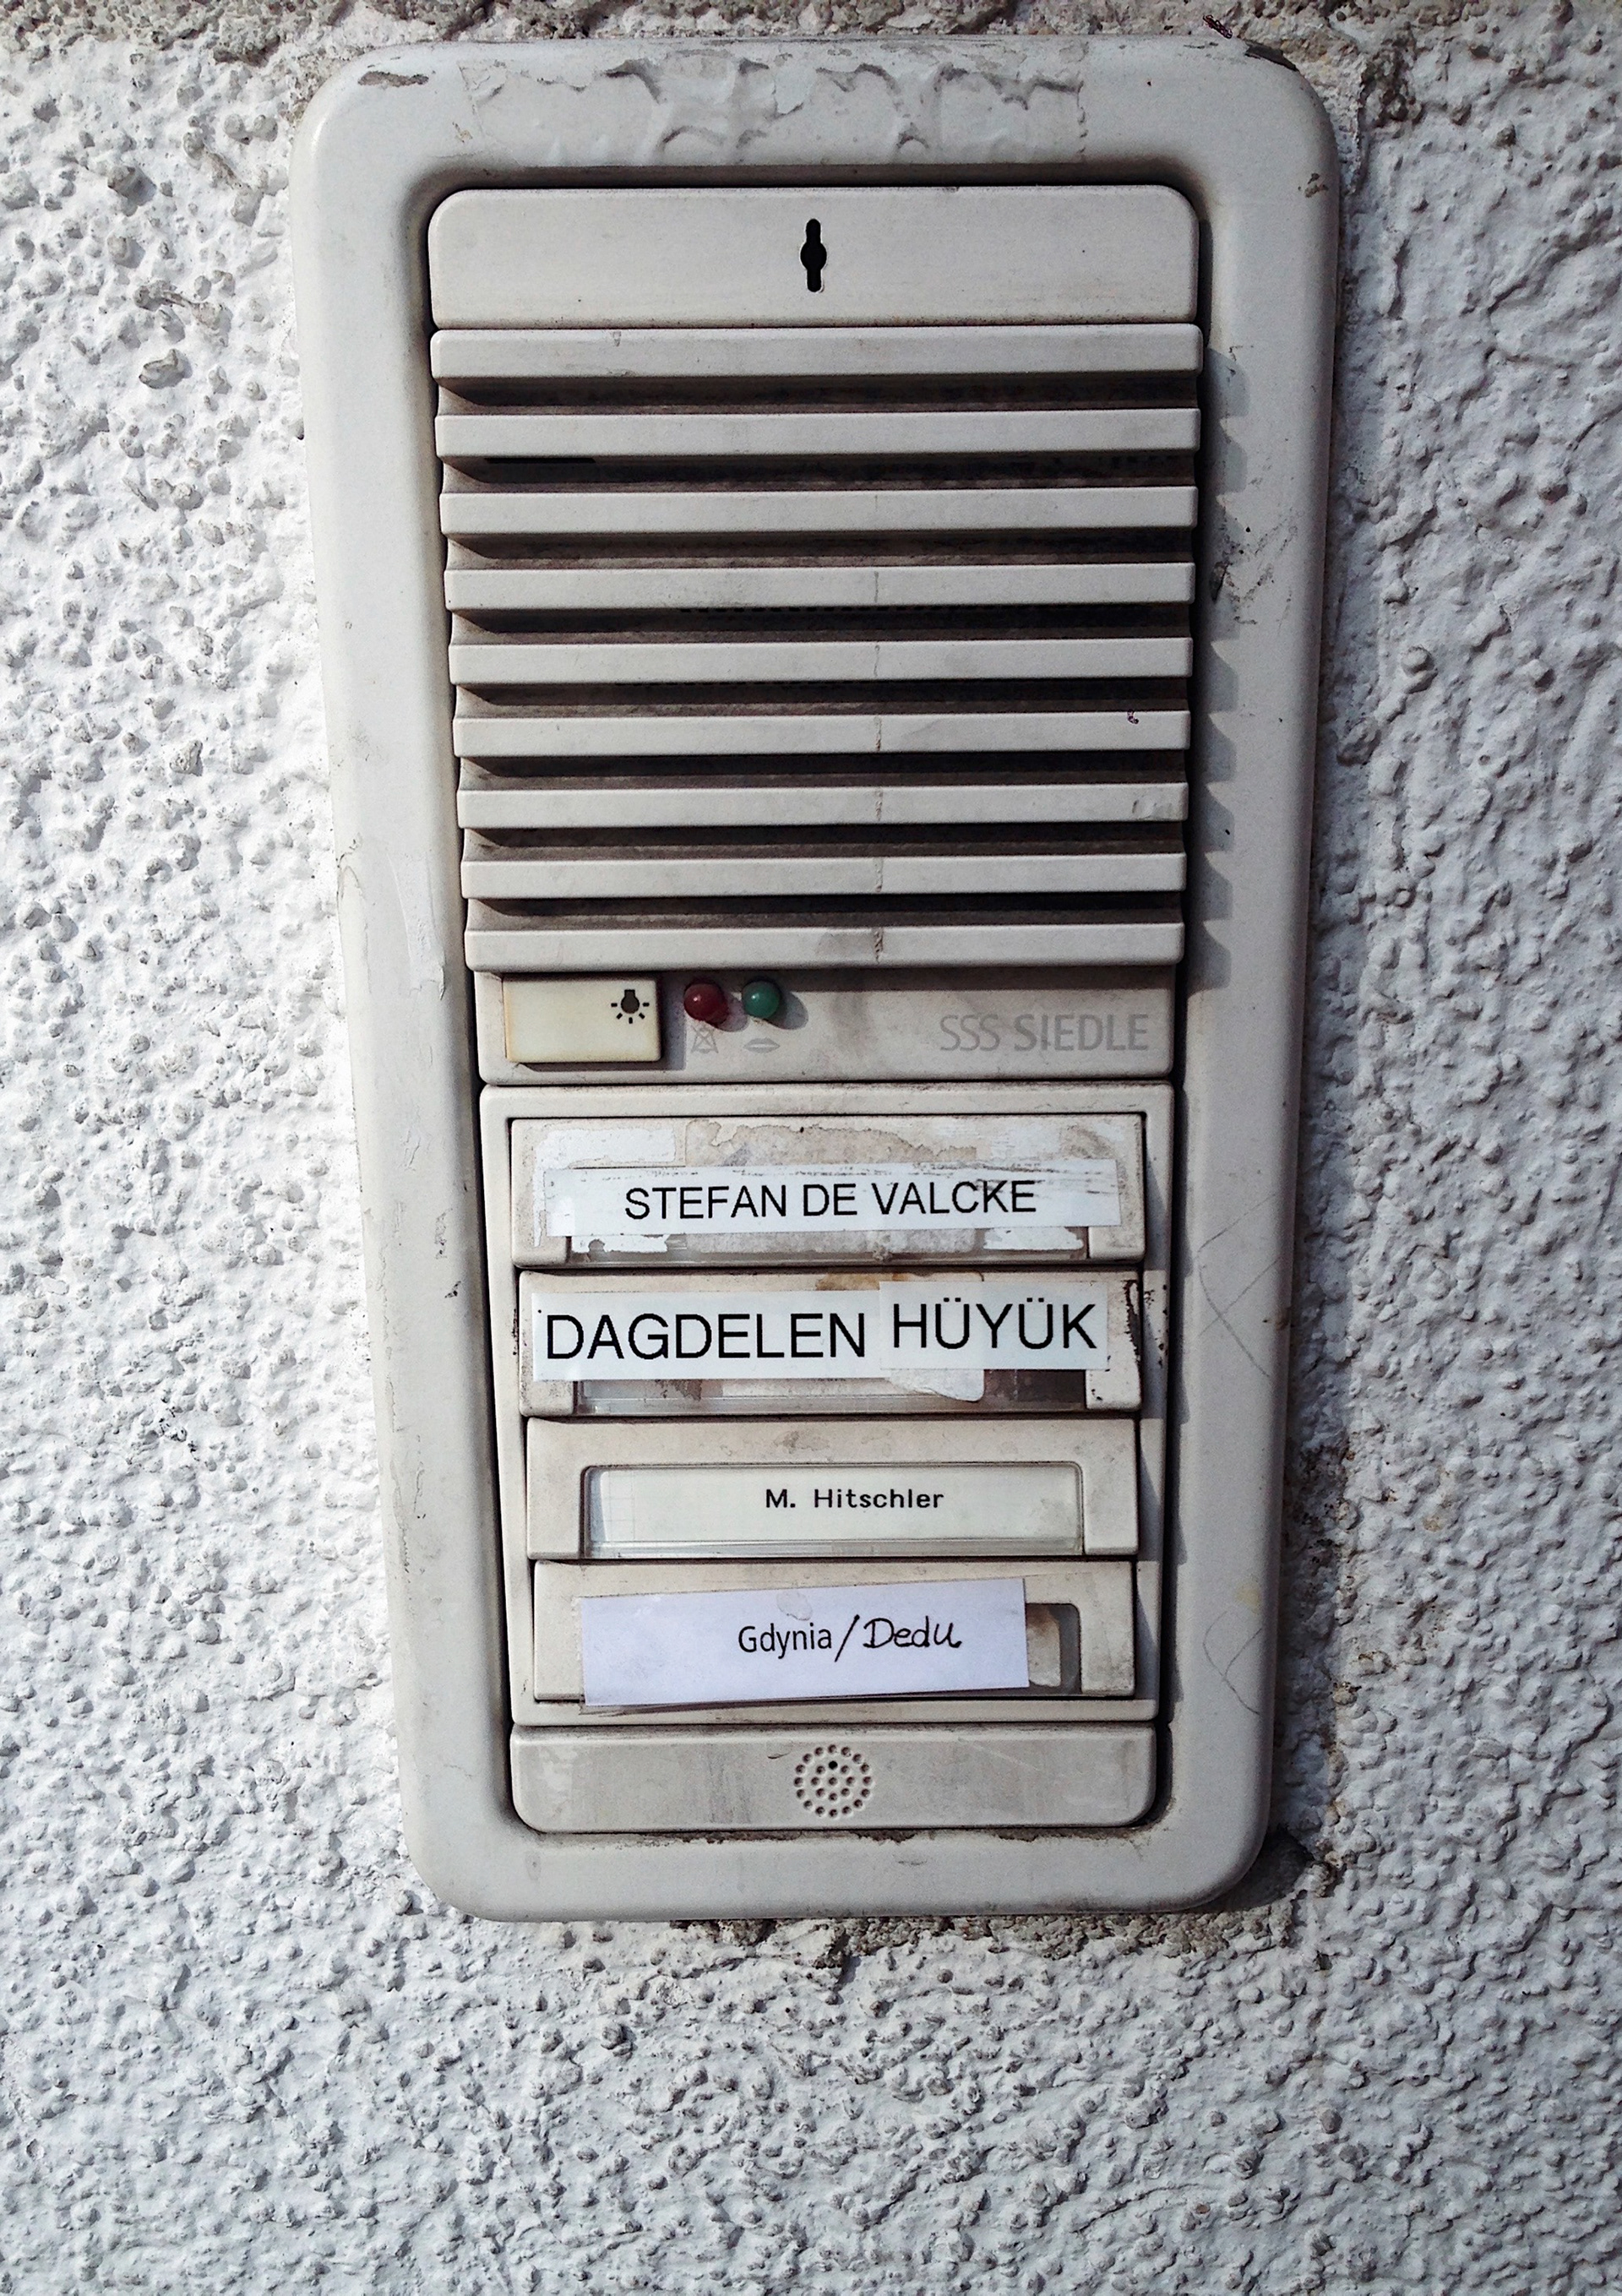 SSS SIEDLE
STEFAN DE VALCKE
DAGDELEN HÜYÜK
M. Hitschler
Gdynia/Dedu